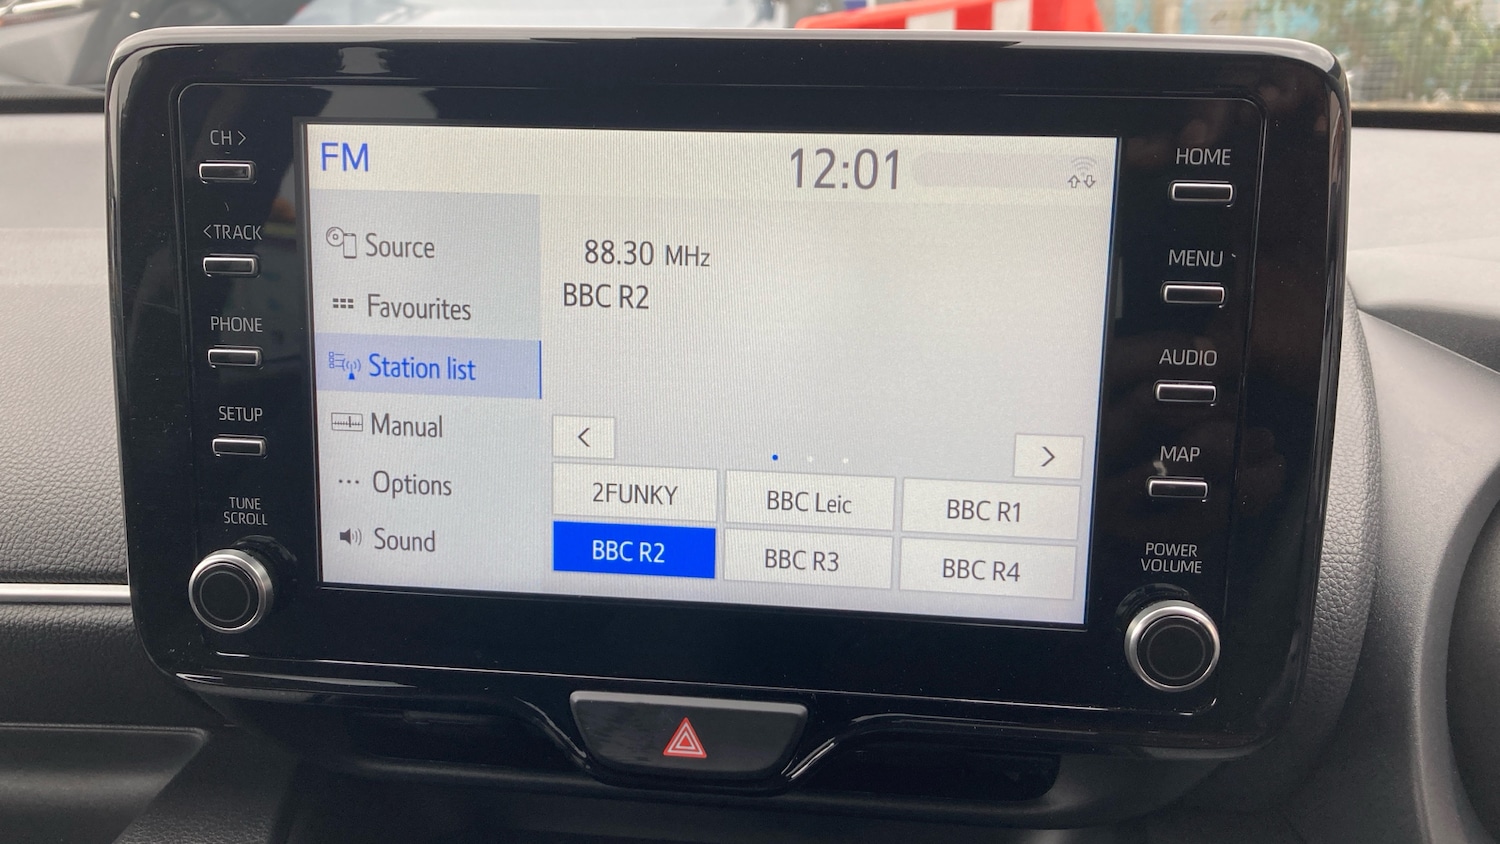 CH >
< TRACK
PHONE
SETUP
TUNE
SCROLL
FM
12:01
Source
Favourites
Station list
Manual
··· Options
Sound
88.30 MHz
BBC R2
<
>
2FUNKY
BBC Leic
BBC R1
BBC R2
BBC R3
BBC R4
HOME
MENU
AUDIO
MAP
POWER
VOLUME